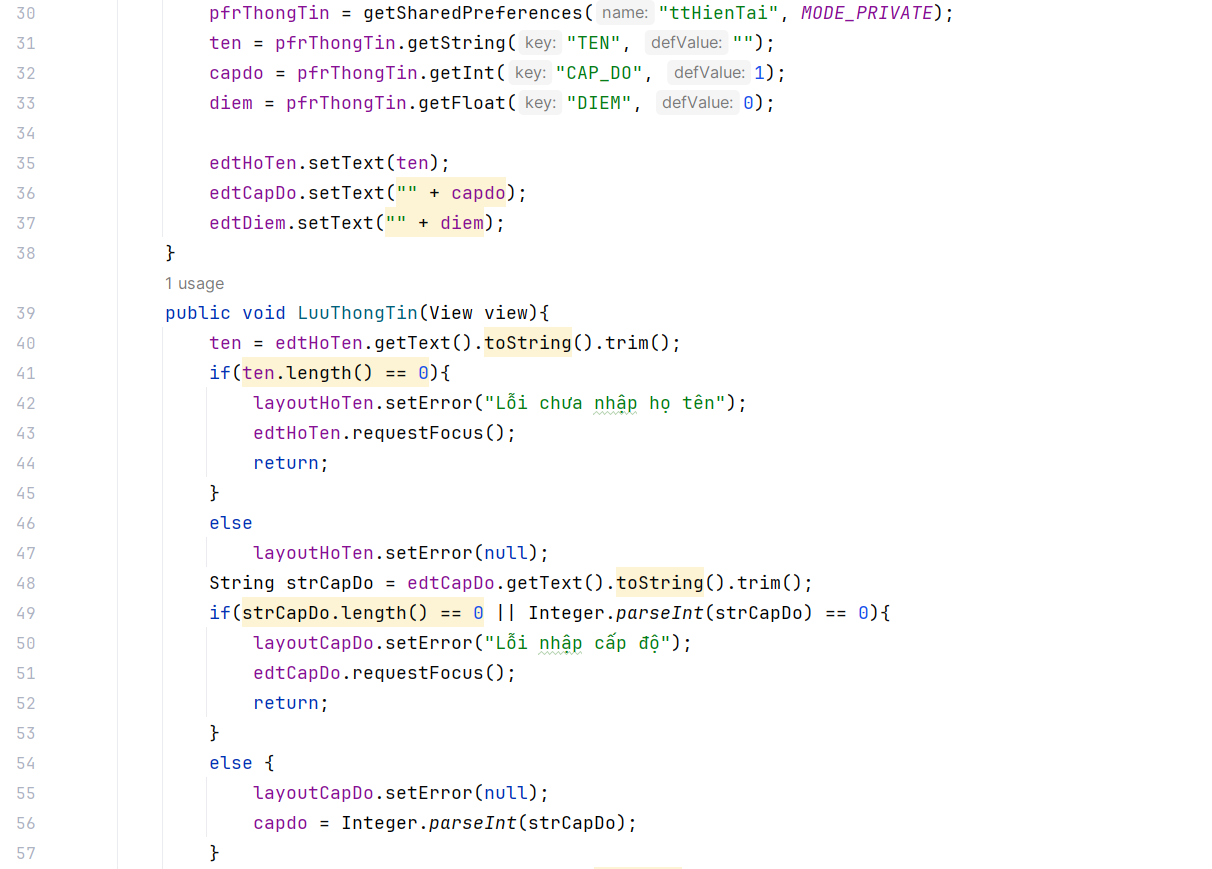 30 pfrThongTin = getSharedPreferences( name: "ttHienTai", MODE_PRIVATE);
31 ten = pfrThongTin.getString( key: "TEN", defValue: "");
32 capdo = pfrThongTin.getInt( key: "CAP_DO", defValue: 1);
33 diem = pfrThongTin.getFloat( key: "DIEM", defValue: 0);
34
35 edtHoTen.setText(ten);
36 edtCapDo.setText("" + capdo);
37 edtDiem.setText("" + diem);
38 }
1 usage
39 public void LuuThongTin(View view){
40 ten = edtHoTen.getText().toString().trim();
41 if(ten.length() == 0){
42 layoutHoTen.setError("Lỗi chưa nhập họ tên");
43 edtHoTen.requestFocus();
44 return;
45 }
46 else
47 layoutHoTen.setError(null);
48 String strCapDo = edtCapDo.getText().toString().trim();
49 if(strCapDo.length() == 0 || Integer.parseInt(strCapDo) == 0){
50 layoutCapDo.setError("Lỗi nhập cấp độ");
51 edtCapDo.requestFocus();
52 return;
53 }
54 else {
55 layoutCapDo.setError(null);
56 capdo = Integer.parseInt(strCapDo);
57 }